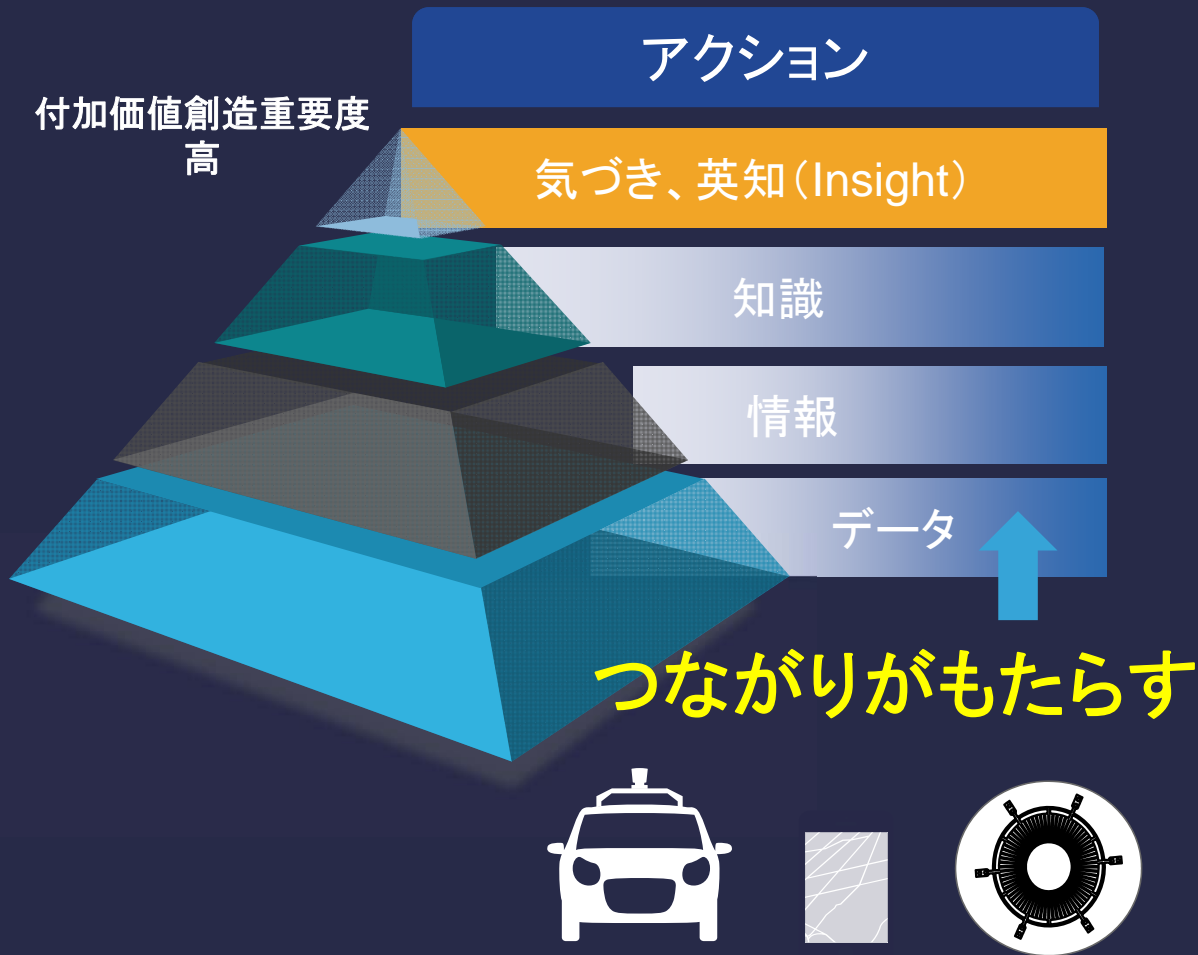 アクション
付加価値創造重要度
高
気づき、英知（Insight）
知識
情報
データ
つながりがもたらす